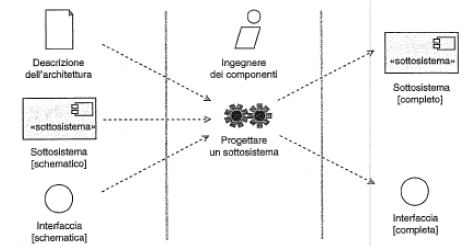 Descrizione
dell'architettura
«sottosistema»
Sottosistema
[schematico]
Interfaccia
[schematica]
Ingegnere
dei componenti
Progettare
un sottosistema
«sottosistema»
Sottosistema
[completo]
Interfaccia
[completa]